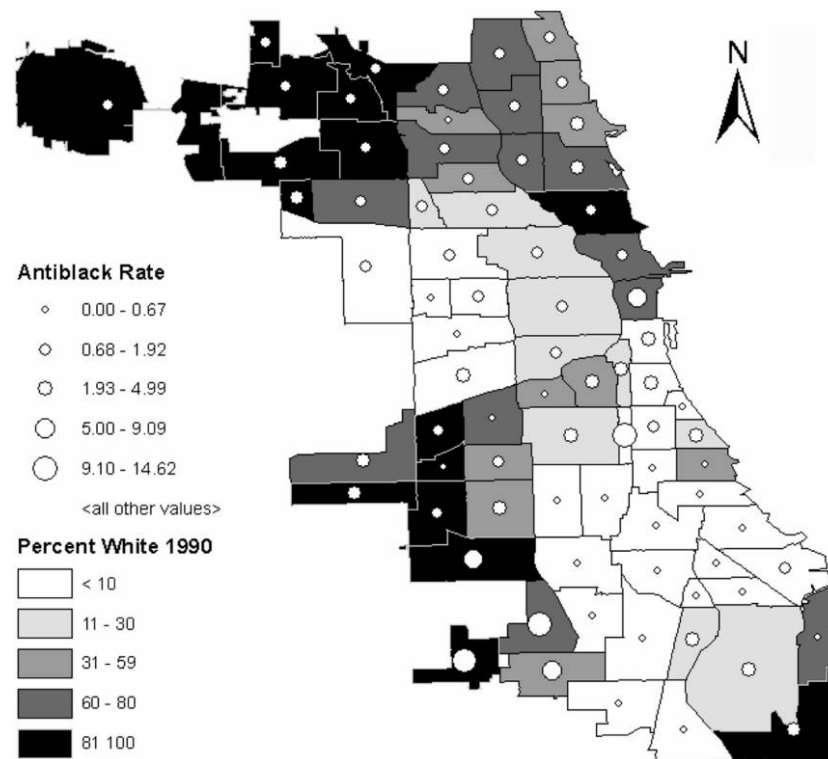 N
Antiblack Rate
0.00 - 0.67
0.68 - 1.92
1.93 - 4.99
5.00 - 9.09
9.10 - 14.62
<all other values>
Percent White 1990
< 10
11 - 30
31 - 59
60 - 80
81 100